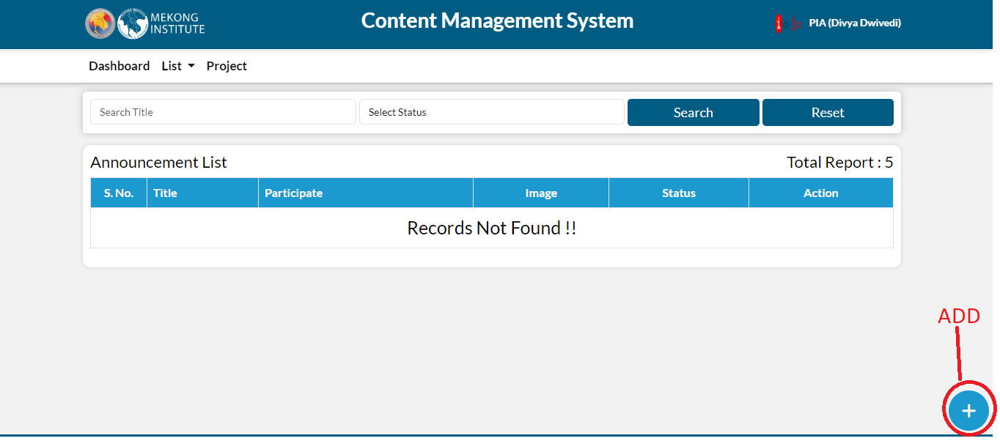 MEKONG
INSTITUTE
Content Management System
PIA (Divya Dwivedi)
Dashboard List Project
Search Title Select Status Search Reset
Announcement List Total Report : 5
S. No. Title Participate Image Status Action
Records Not Found !!
ADD
+